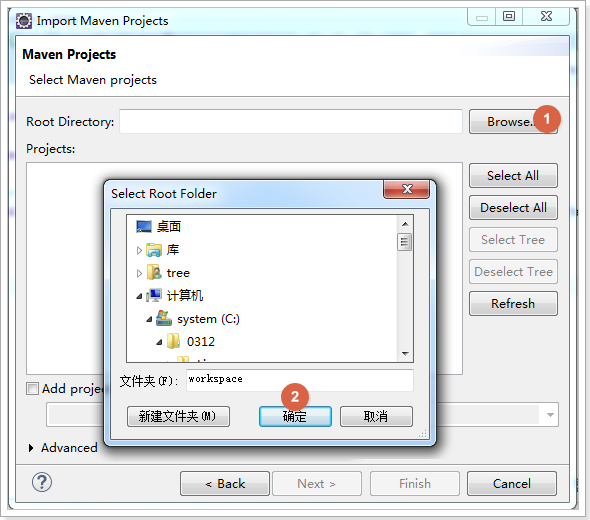 Import Maven Projects
Maven Projects
Select Maven projects
Root Directory:
Browse..
1
Projects:
Select All
Deselect All
Select Tree
Deselect Tree
Refresh
Select Root Folder
桌面
库
tree
计算机
system (C:)
0312
文件夹(F):
workspace
2
新建文件夹(M)
确定
取消
Add projec
Advanced
?
< Back
Next >
Finish
Cancel